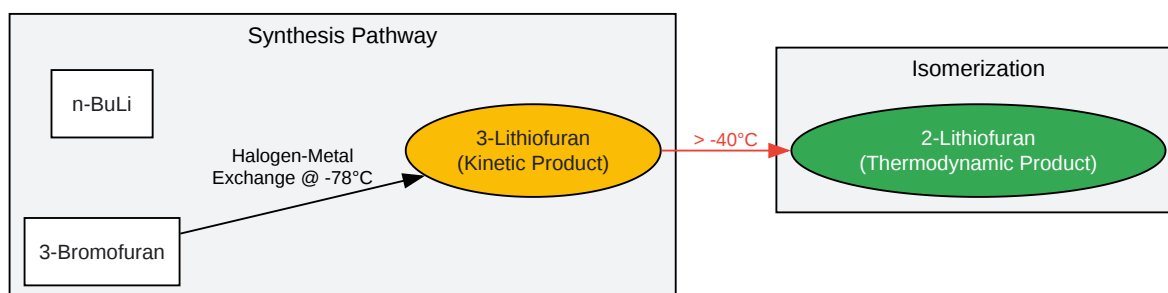 Synthesis Pathway
n-BuLi
3-Bromofuran
Halogen-Metal
Exchange @ -78°C
3-Lithiofuran
(Kinetic Product)
> -40°C
Isomerization
2-Lithiofuran
(Thermodynamic Product)